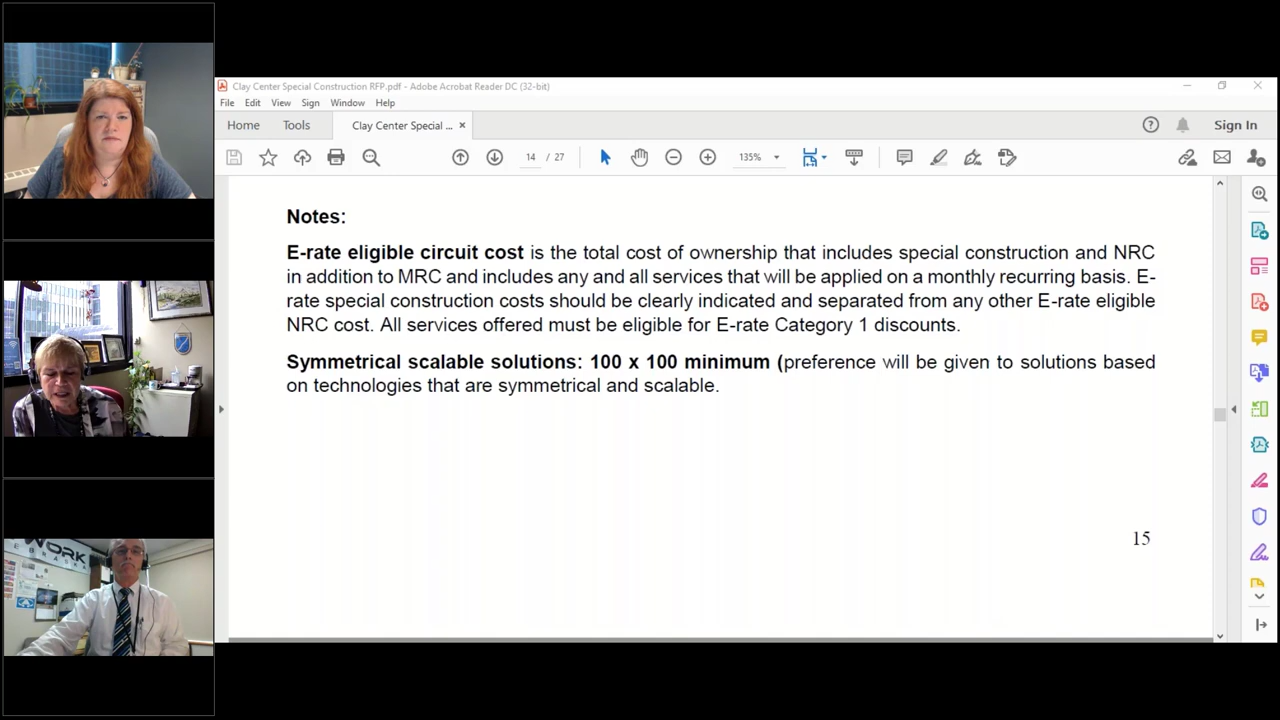 Clay Center Special Construction RFP.pdf - Adobe Acrobat Reader DC (32-bit)
File Edit View Sign Window Help
Home Tools Clay Center Special ... × Sign In
14 / 27 135%
Notes:
E-rate eligible circuit cost is the total cost of ownership that includes special construction and NRC
in addition to MRC and includes any and all services that will be applied on a monthly recurring basis. E-
rate special construction costs should be clearly indicated and separated from any other E-rate eligible
NRC cost. All services offered must be eligible for E-rate Category 1 discounts.
Symmetrical scalable solutions: 100 x 100 minimum (preference will be given to solutions based
on technologies that are symmetrical and scalable.
15
WORK